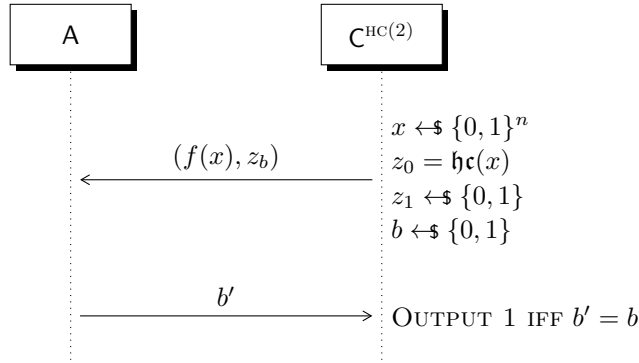 A
C^HC(2)
x ←$ {0, 1}^n
(f(x), z_b)
z_0 = 𝔥𝔠(x)
z_1 ←$ {0, 1}
b ←$ {0, 1}
b′
OUTPUT 1 IFF b′ = b